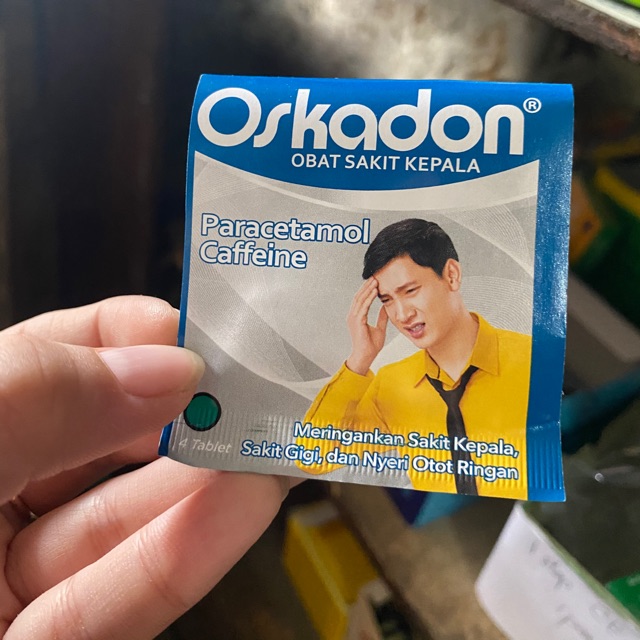 Oskadon®
OBAT SAKIT KEPALA
Paracetamol
Caffeine
4 Tablet
Meringankan Sakit Kepala,
Sakit Gigi, dan Nyeri Otot Ringan